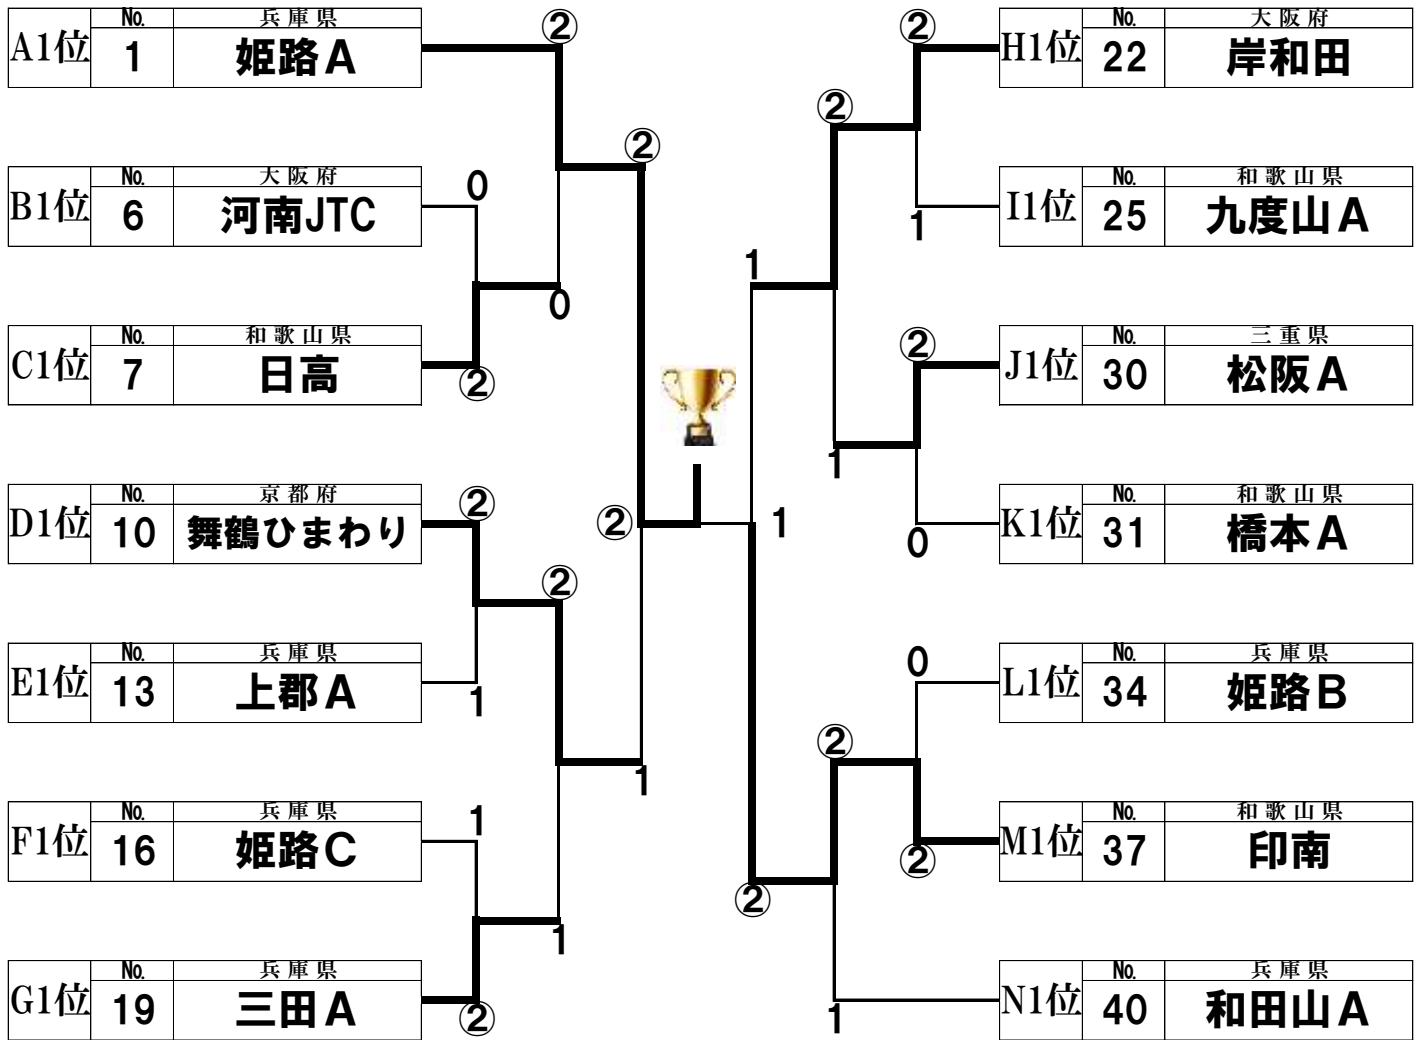 No. 兵庫県
A1位 1 姫路A
No. 大阪府
B1位 6 河南JTC
No. 和歌山県
C1位 7 日高
No. 京都府
D1位 10 舞鶴ひまわり
No. 兵庫県
E1位 13 上郡A
No. 兵庫県
F1位 16 姫路C
No. 兵庫県
G1位 19 三田A
②
0
②
0
②
②
1
1
②
②
1
1
②
②
1
1
②
②
②
1
②
1
0
0
②
②
1
②
No. 大阪府
H1位 22 岸和田
No. 和歌山県
I1位 25 九度山A
No. 三重県
J1位 30 松阪A
No. 和歌山県
K1位 31 橋本A
No. 兵庫県
L1位 34 姫路B
No. 和歌山県
M1位 37 印南
No. 兵庫県
N1位 40 和田山A